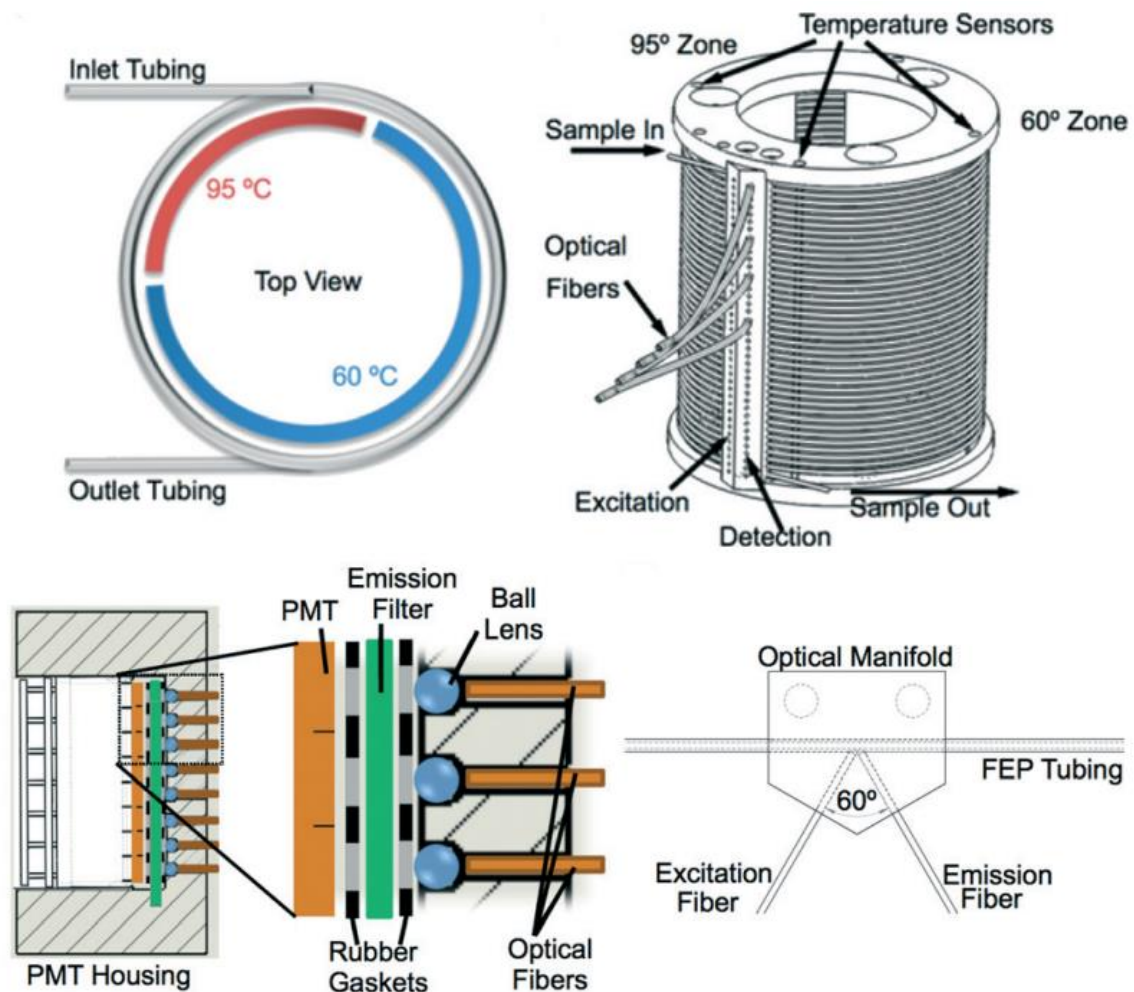 Inlet Tubing
95 ºC
Top View
60 ºC
Outlet Tubing
Temperature Sensors
95º Zone
60º Zone
Sample In
Optical
Fibers
Excitation
Detection
Sample Out
PMT
Emission
Filter
Ball
Lens
Rubber
Gaskets
Optical
Fibers
PMT Housing
Optical Manifold
FEP Tubing
60º
Excitation
Fiber
Emission
Fiber